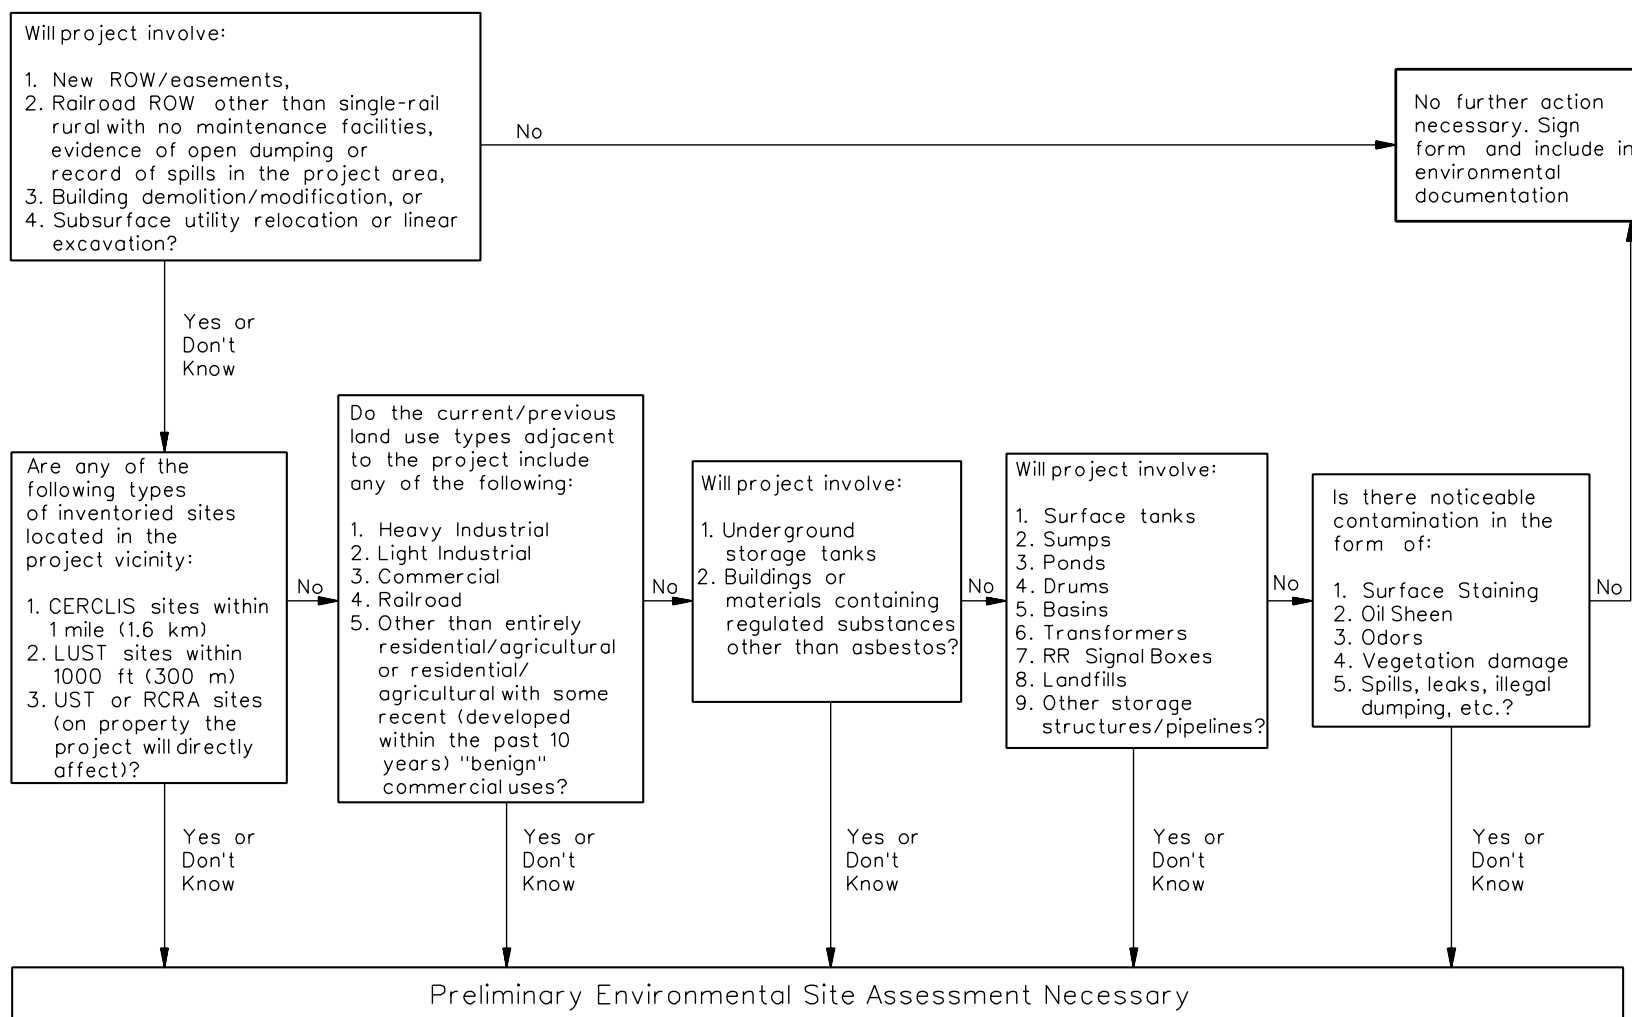 Will project involve:
1. New ROW/easements,
2. Railroad ROW other than single-rail
rural with no maintenance facilities,
evidence of open dumping or
record of spills in the project area,
3. Building demolition/modification, or
4. Subsurface utility relocation or linear
excavation?
No
No further action
necessary. Sign
form and include in
environmental
documentation
Yes or
Don't
Know
Are any of the
following types
of inventoried sites
located in the
project vicinity:
1. CERCLIS sites within
1 mile (1.6 km)
2. LUST sites within
1000 ft (300 m)
3. UST or RCRA sites
(on property the
project will directly
affect)?
No
Do the current/previous
land use types adjacent
to the project include
any of the following:
1. Heavy Industrial
2. Light Industrial
3. Commercial
4. Railroad
5. Other than entirely
residential/agricultural
or residential/
agricultural with some
recent (developed
within the past 10
years) "benign"
commercial uses?
No
Will project involve:
1. Underground
storage tanks
2. Buildings or
materials containing
regulated substances
other than asbestos?
No
Will project involve:
1. Surface tanks
2. Sumps
3. Ponds
4. Drums
5. Basins
6. Transformers
7. RR Signal Boxes
8. Landfills
9. Other storage
structures/pipelines?
No
Is there noticeable
contamination in the
form of:
1. Surface Staining
2. Oil Sheen
3. Odors
4. Vegetation damage
5. Spills, leaks, illegal
dumping, etc.?
No
Yes or
Don't
Know
Yes or
Don't
Know
Yes or
Don't
Know
Yes or
Don't
Know
Yes or
Don't
Know
Preliminary Environmental Site Assessment Necessary